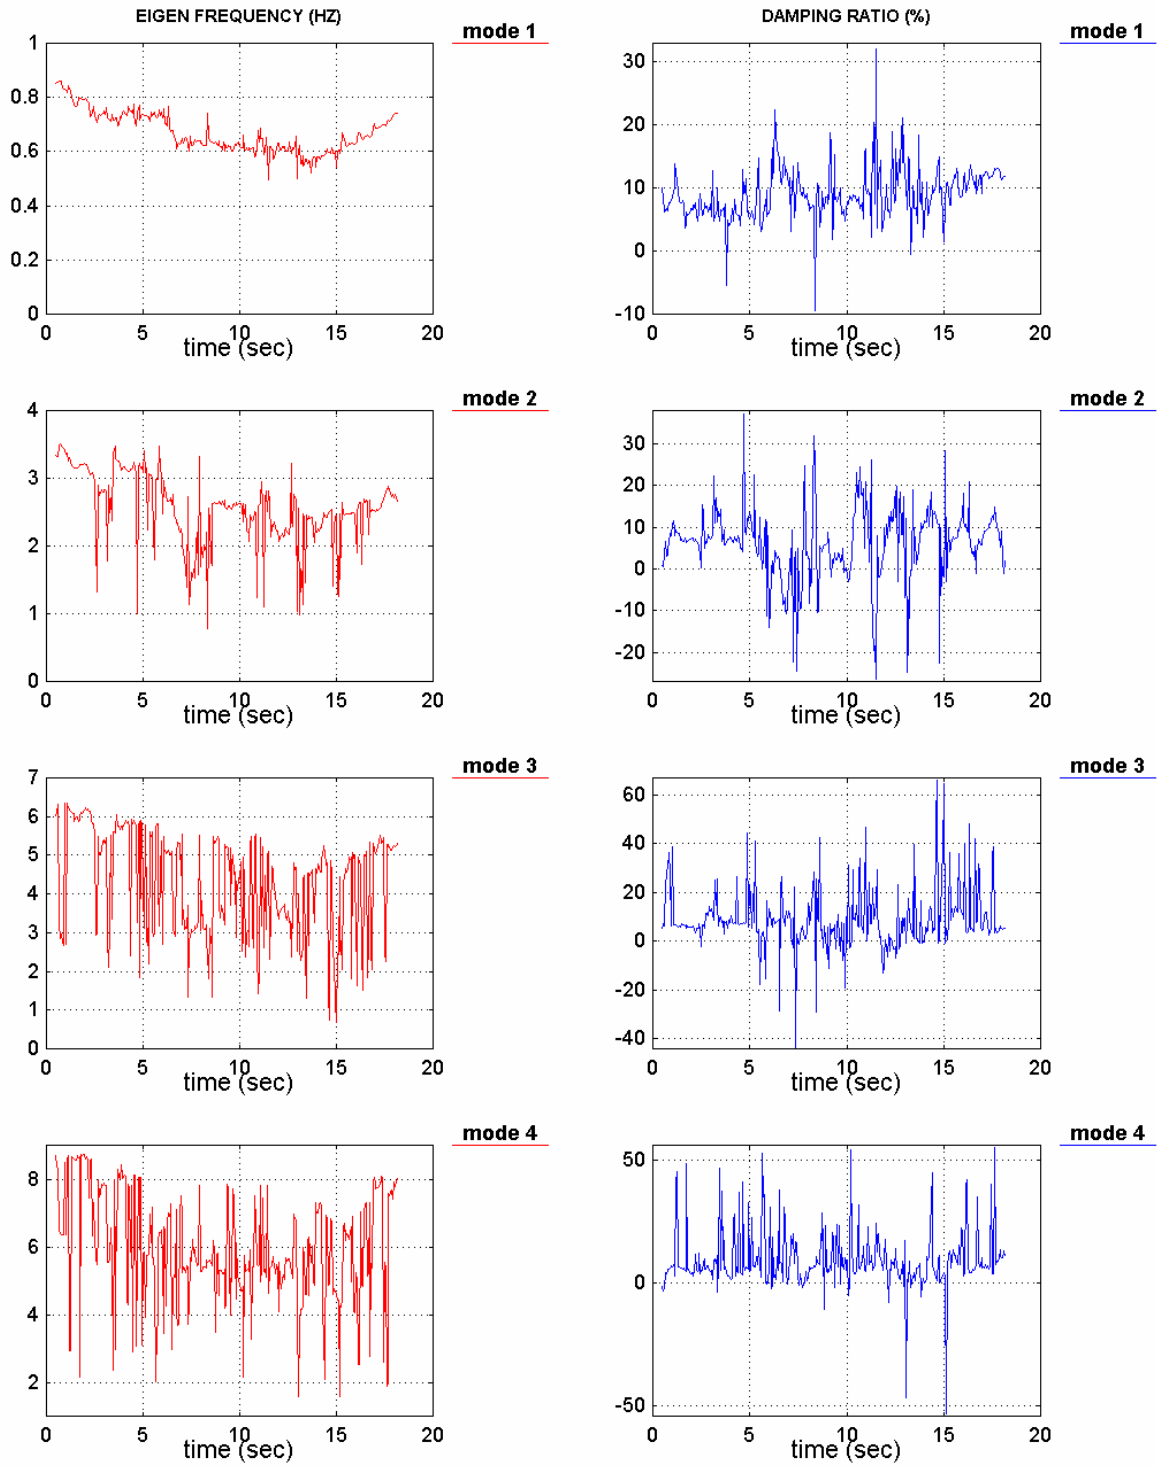 EIGEN FREQUENCY (HZ)
DAMPING RATIO (%)
mode 1
mode 1
1
0.8
0.6
0.4
0.2
0
0 5 10 15 20
time (sec)
30
20
10
0
-10
0 5 10 15 20
time (sec)
mode 2
mode 2
4
3
2
1
0
0 5 10 15 20
time (sec)
30
20
10
0
-10
-20
0 5 10 15 20
time (sec)
mode 3
mode 3
7
6
5
4
3
2
1
0
0 5 10 15 20
time (sec)
60
40
20
0
-20
-40
0 5 10 15 20
time (sec)
mode 4
mode 4
8
6
4
2
0 5 10 15 20
time (sec)
50
0
-50
0 5 10 15 20
time (sec)